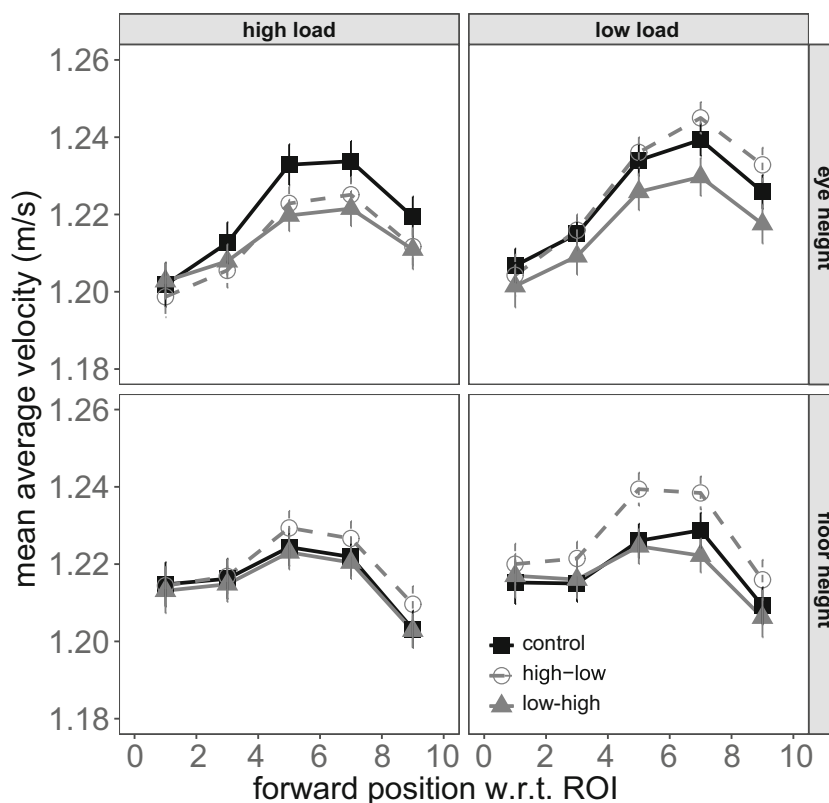 high load
low load
mean average velocity (m/s)
1.26
1.24
1.22
1.20
1.18
eye height
1.26
1.24
1.22
1.20
1.18
floor height
control
high−low
low-high
0 2 4 6 8 10
0 2 4 6 8 10
forward position w.r.t. ROI